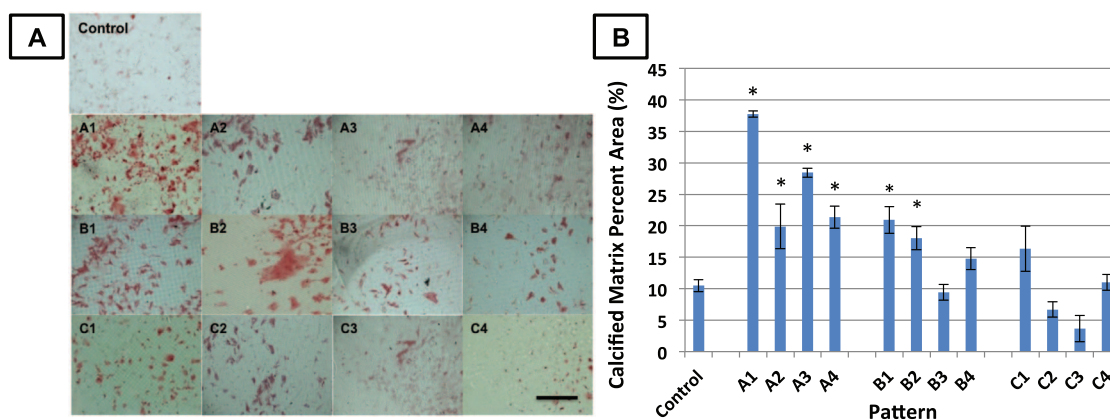 A
Control
A1 A2 A3 A4
B1 B2 B3 B4
C1 C2 C3 C4
B
Calcified Matrix Percent Area (%)
45
40
35
30
25
20
15
10
5
0
*
*
*
*
*
*
Control A1 A2 A3 A4 B1 B2 B3 B4 C1 C2 C3 C4
Pattern